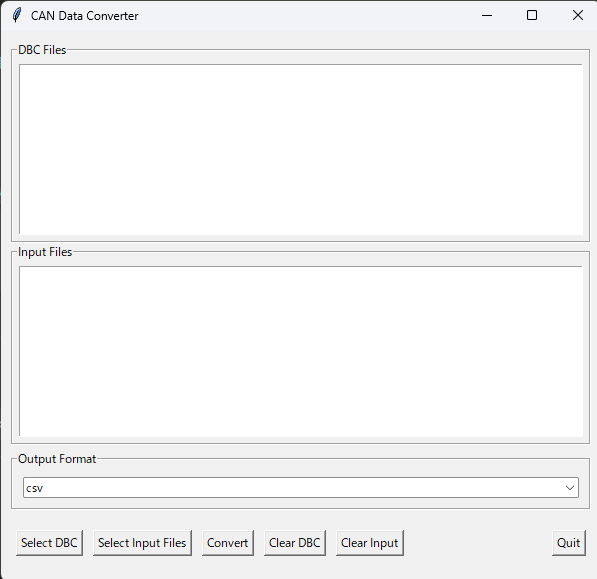 CAN Data Converter
DBC Files
Input Files
Output Format
csv
Select DBC Select Input Files Convert Clear DBC Clear Input Quit